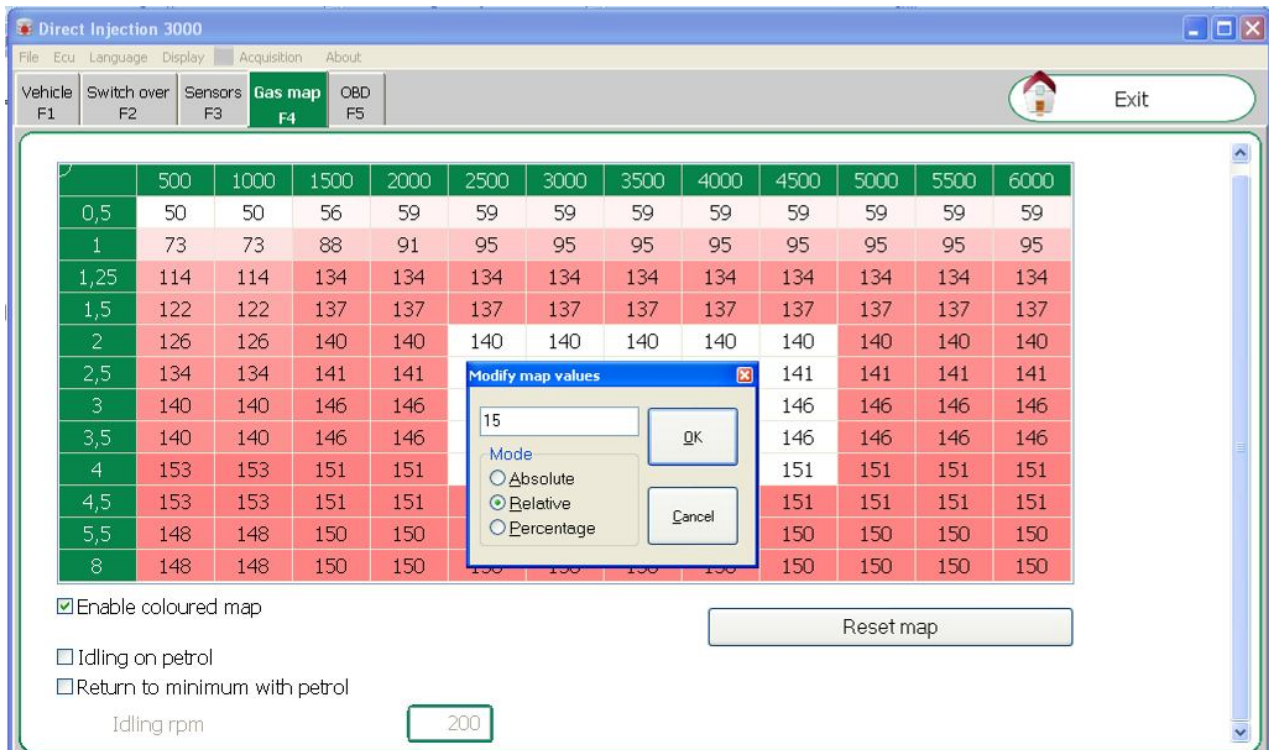 Direct Injection 3000
File Ecu Language Display Acquisition About
Vehicle F1 Switch over F2 Sensors F3 Gas map F4 OBD F5 Exit
500 1000 1500 2000 2500 3000 3500 4000 4500 5000 5500 6000
0,5 50 50 56 59 59 59 59 59 59 59 59 59
1 73 73 88 91 95 95 95 95 95 95 95 95
1,25 114 114 134 134 134 134 134 134 134 134 134 134
1,5 122 122 137 137 137 137 137 137 137 137 137 137
2 126 126 140 140 140 140 140 140 140 140 140 140
2,5 134 134 141 141 141 141 141 141
3 140 140 146 146 146 146 146 146
3,5 140 140 146 146 146 146 146 146
4 153 153 151 151 151 151 151 151
4,5 153 153 151 151 151 151 151 151
5,5 148 148 150 150 150 150 150 150
8 148 148 150 150 150 150 150 150
Modify map values
15
OK
Mode
Absolute
Relative
Percentage
Cancel
Enable coloured map
Reset map
Idling on petrol
Return to minimum with petrol
Idling rpm 200